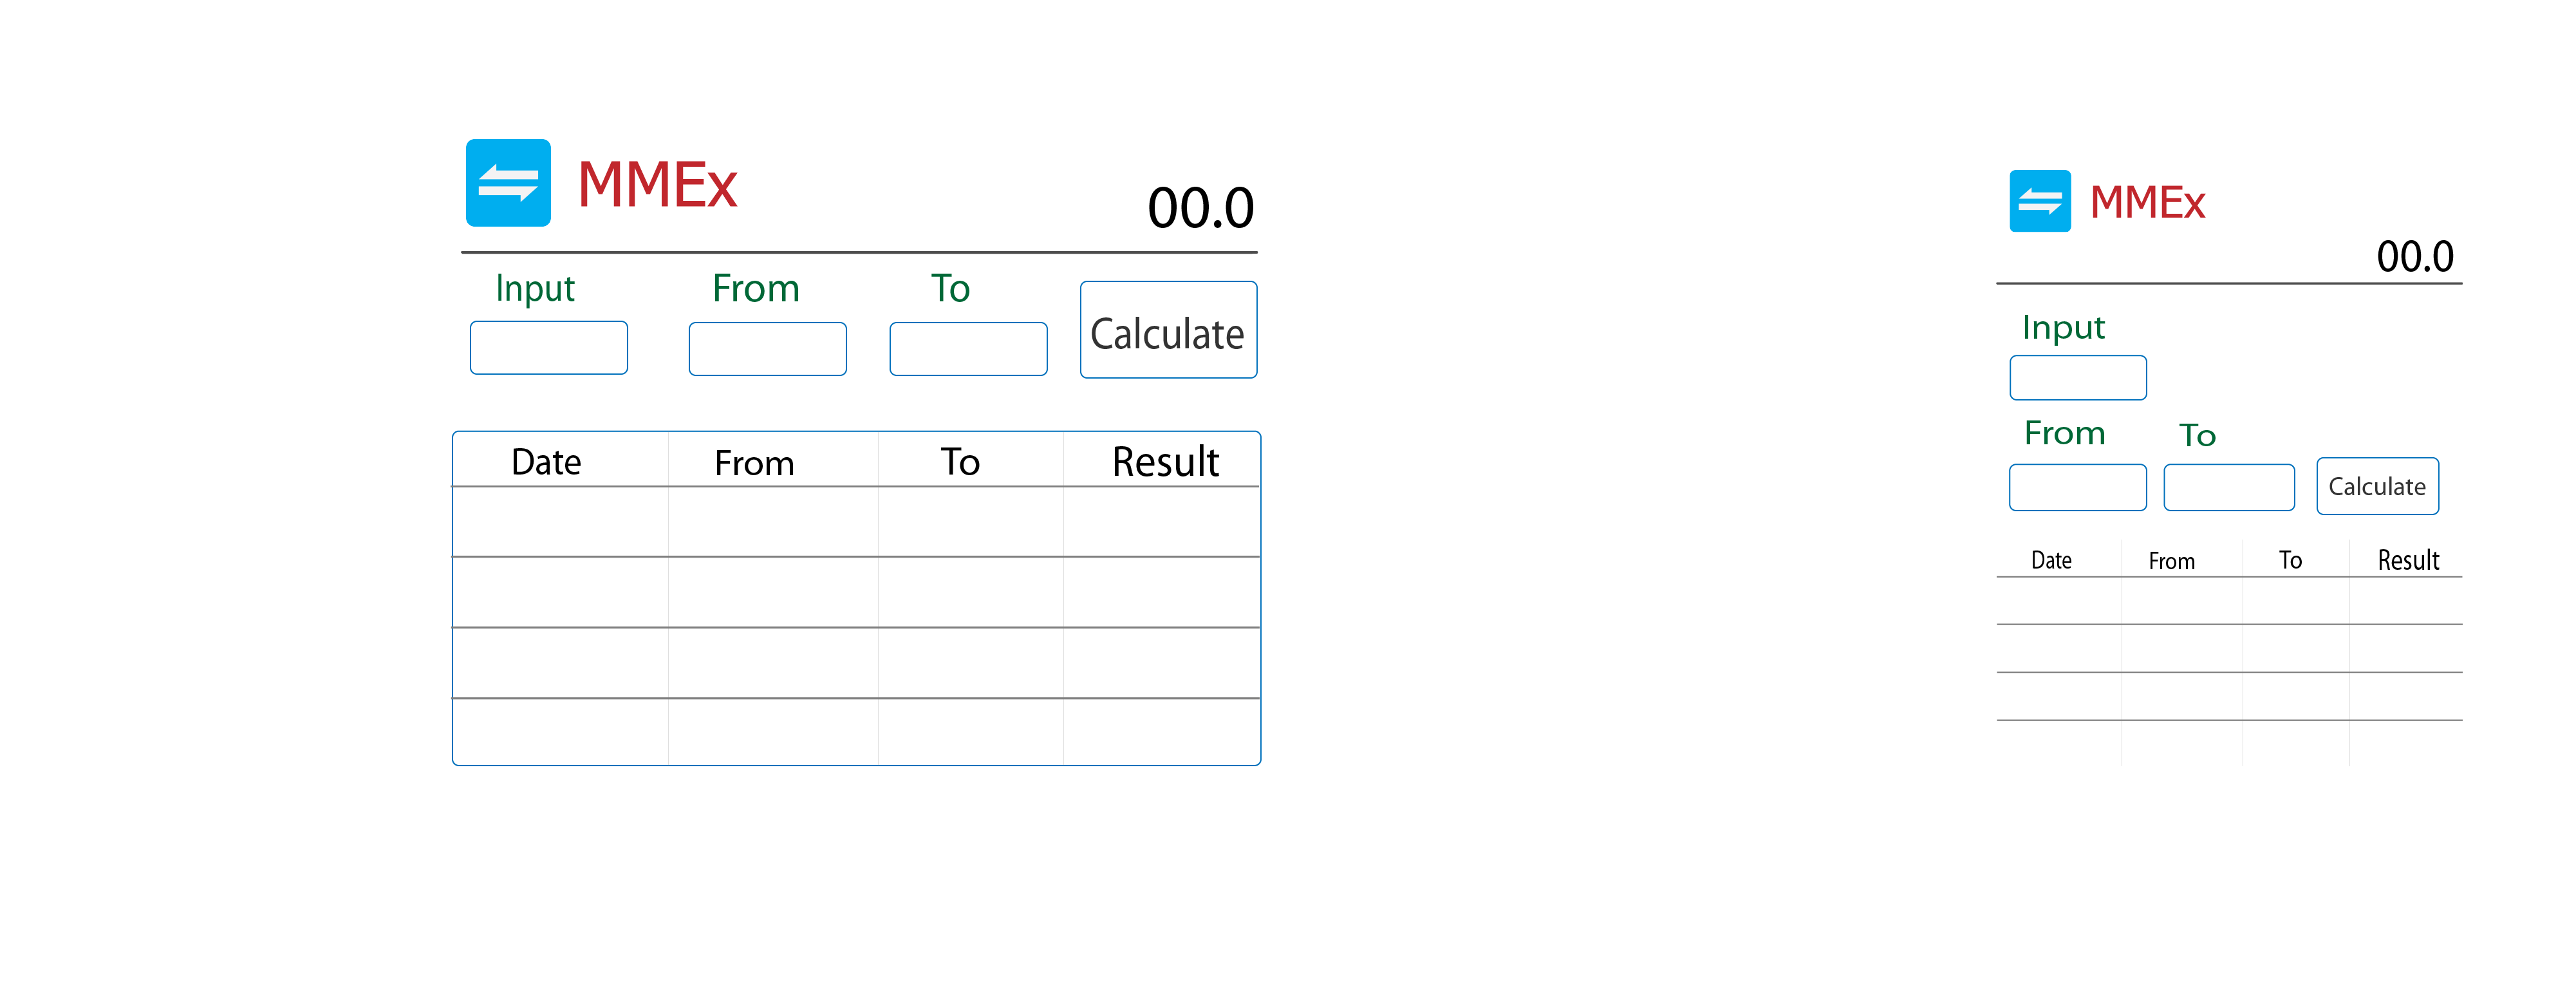 MMEx
00.0
Input From To Calculate
Date From To Result
MMEx
00.0
Input
From To Calculate
Date From To Result